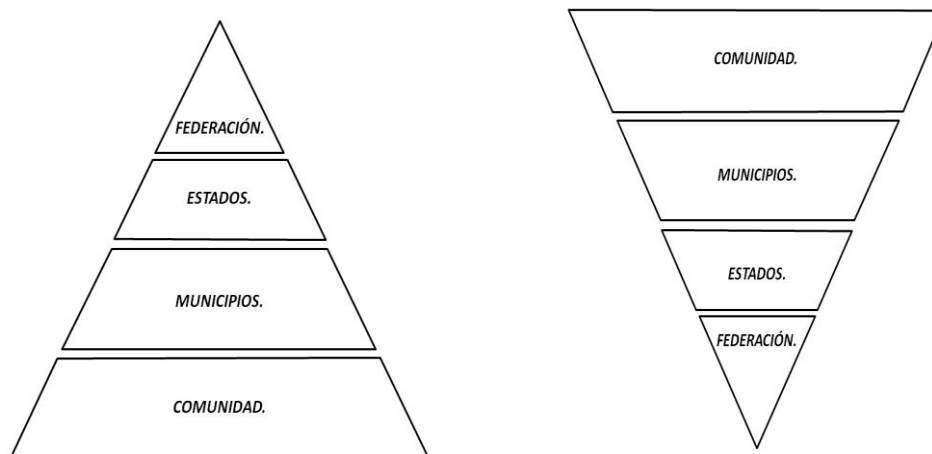 FEDERACIÓN.
ESTADOS.
MUNICIPIOS.
COMUNIDAD.
COMUNIDAD.
MUNICIPIOS.
ESTADOS.
FEDERACIÓN.